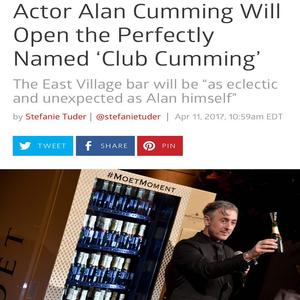 Actor Alan Cumming Will
Open the Perfectly
Named ‘Club Cumming’
The East Village bar will be “as eclectic
and unexpected as Alan himself”
by Stefanie Tuder | @stefanietuder | Apr 11, 2017, 10:59am EDT
TWEET
SHARE
PIN
#MOETMOMENT